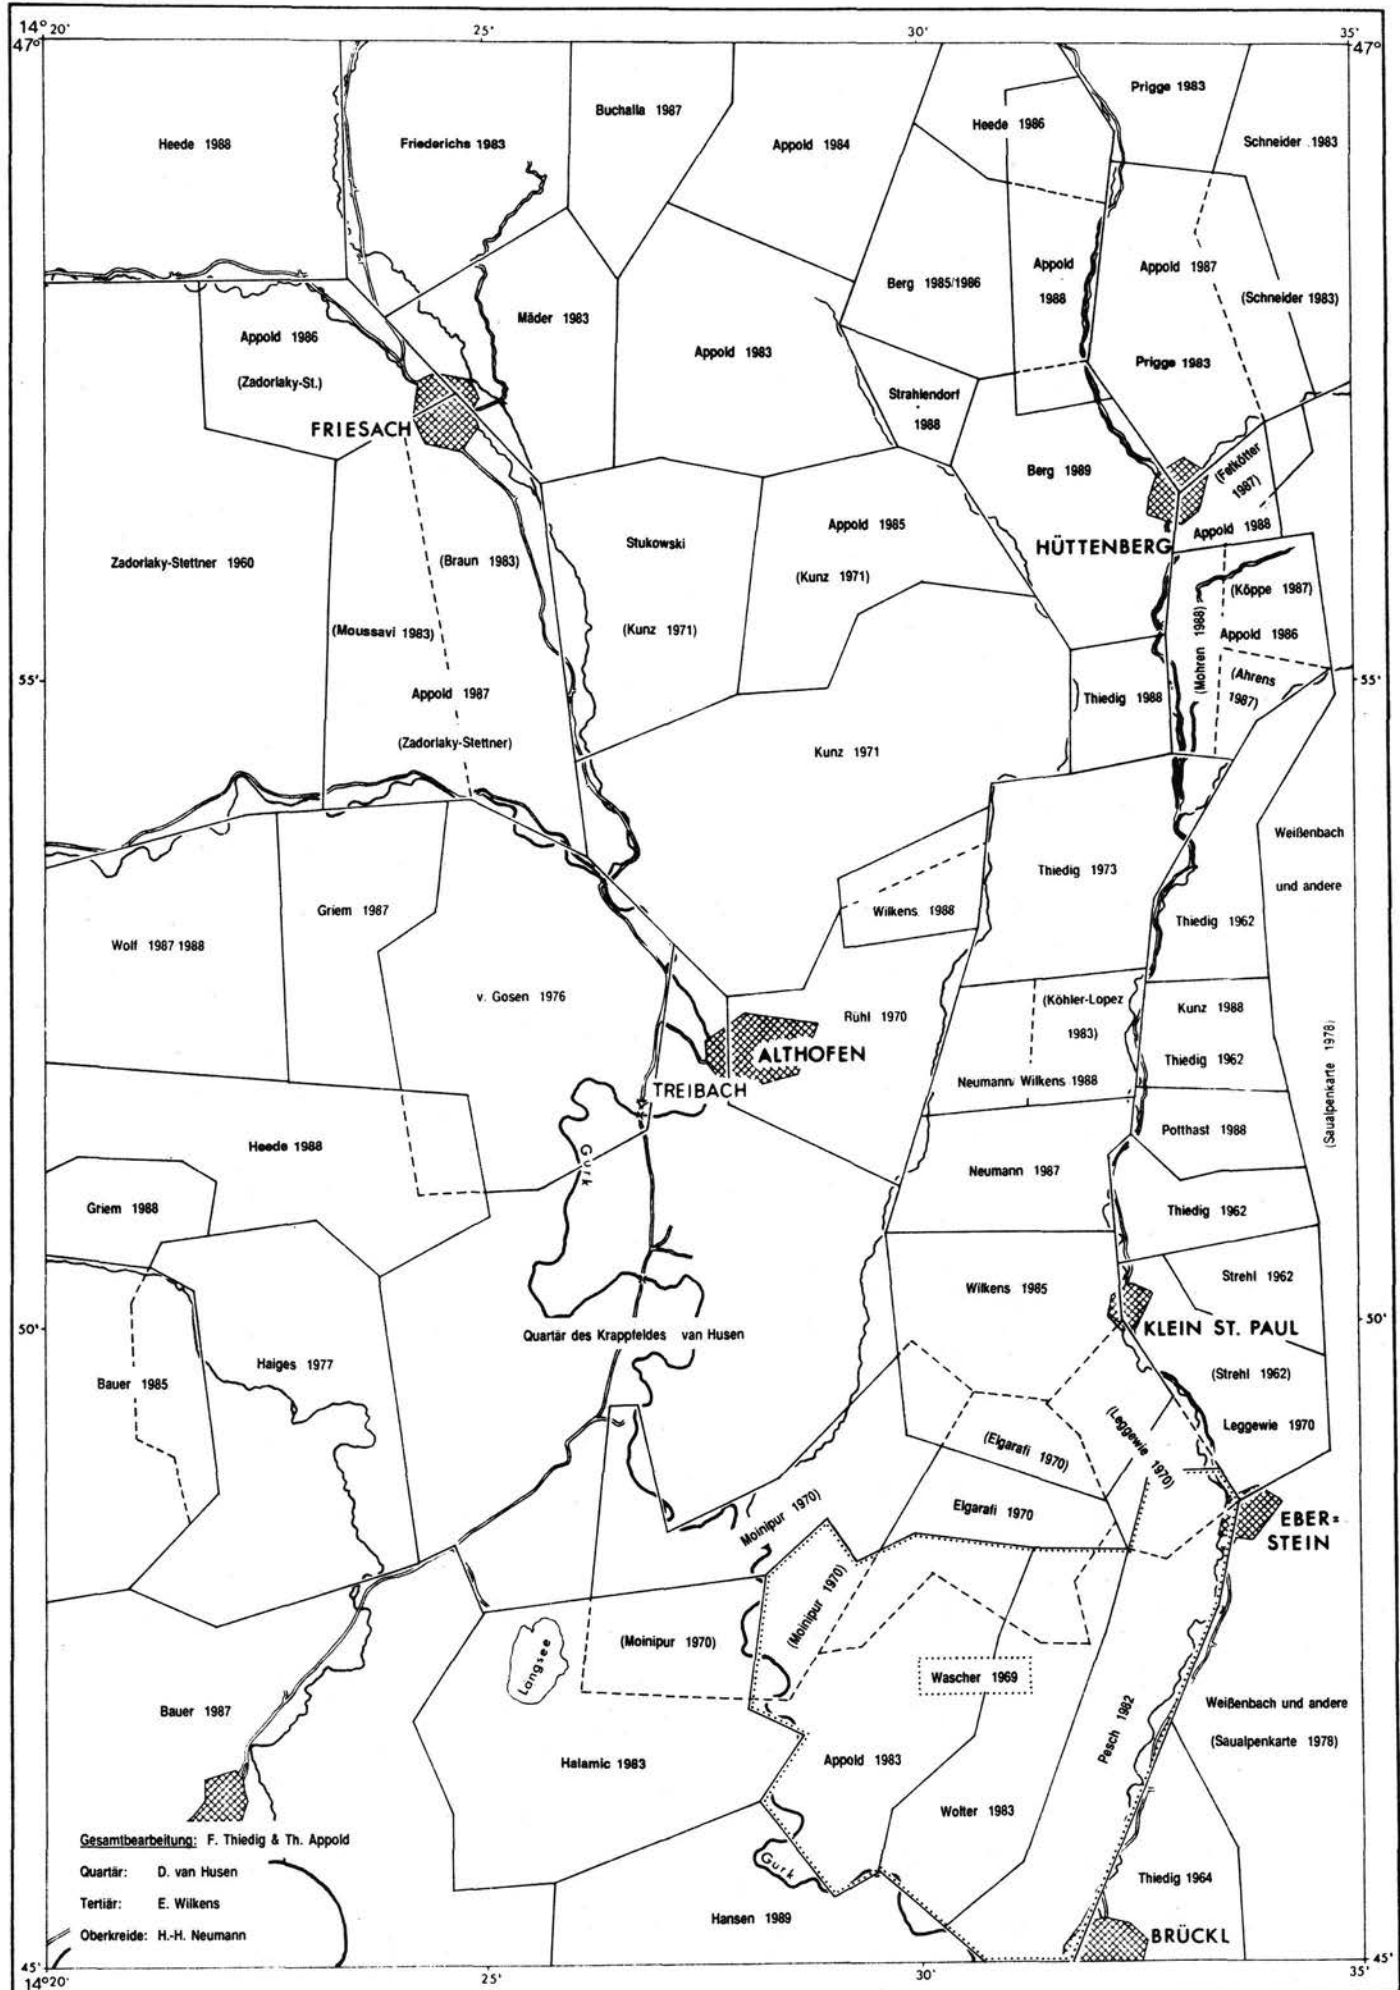 14° 20'
25'
30'
35'
47°
47°
Prigge 1983
Buchalla 1987
Heede 1986
Heede 1988
Friederichs 1983
Appold 1984
Schneider 1983
Appold
1988
Appold 1987
Berg 1985/1986
(Schneider 1983)
Mäder 1983
Appold 1986
Appold 1983
(Zadorlaky-St.)
Prigge 1983
Strahlendorf
1988
FRIESACH
Berg 1989
(Fetkötter
1987)
Appold 1985
Appold 1988
Stukowski
HÜTTENBERG
Zadorlaky-Stettner 1960
(Braun 1983)
(Kunz 1971)
(Köppe 1987)
(Moussavi 1983)
(Kunz 1971)
(Mohren 1988)
Appold 1986
55'
55'
Appold 1987
Thiedig 1988
(Ahrens
1987)
(Zadorlaky-Stettner)
Kunz 1971
Weißenbach
und andere
Thiedig 1973
Griem 1987
Wilkens 1988
Thiedig 1962
Wolf 1987 1988
v. Gosen 1976
(Köhler-Lopez
1983)
Kunz 1988
Rühl 1970
(Saualpenkarte 1978)
ALTHOFEN
Thiedig 1962
TREIBACH
Neumann/Wilkens 1988
Heede 1988
Potthast 1988
Gurk
Neumann 1987
Griem 1988
Thiedig 1962
Strehl 1962
Wilkens 1985
50'
50'
Quartär des Krappfeldes van Husen
KLEIN ST. PAUL
Haiges 1977
Bauer 1985
(Strehl 1962)
(Leggewie 1970)
Leggewie 1970
(Elgarafi 1970)
Moinipur 1970)
Elgarafi 1970
EBER=
STEIN
(Moinipur 1970)
(Moinipur 1970)
Langsee
Wascher 1969
Bauer 1987
Pesch 1982
Weißenbach und andere
(Saualpenkarte 1978)
Halamic 1983
Appold 1983
Wolter 1983
Gesamtbearbeitung: F. Thiedig & Th. Appold
Quartär: D. van Husen
Tertiär: E. Wilkens
Oberkreide: H.-H. Neumann
Gurk
Thiedig 1964
Hansen 1989
BRÜCKL
45'
45'
14°20'
25'
30'
35'